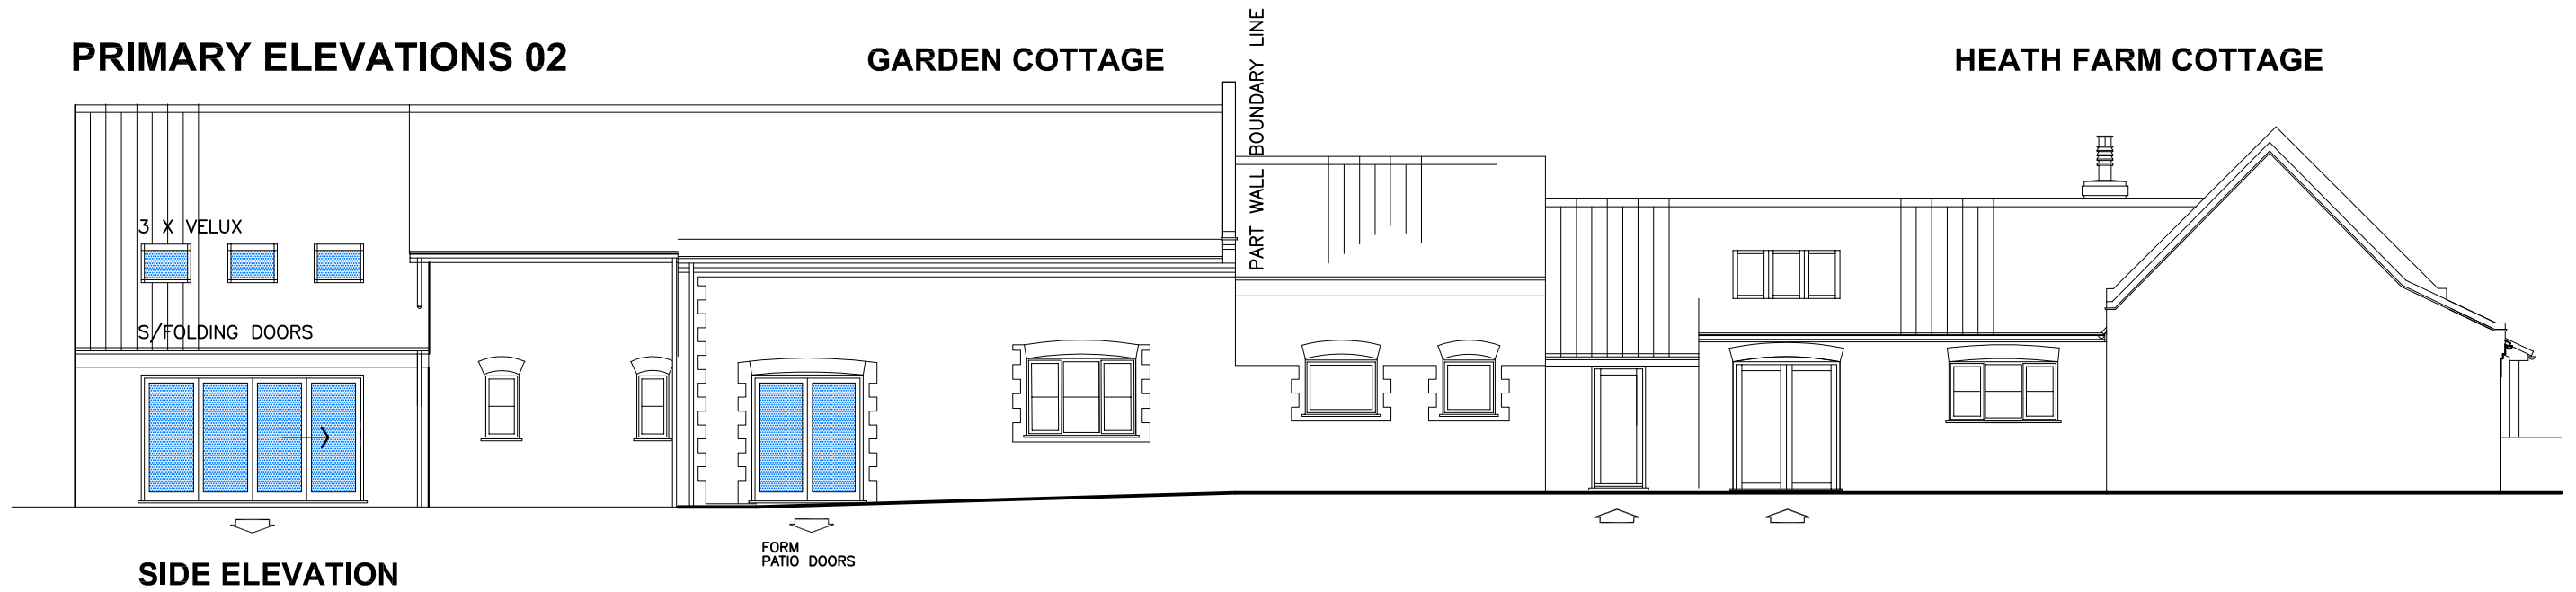 PRIMARY ELEVATIONS 02
GARDEN COTTAGE
PART WALL BOUNDARY LINE
HEATH FARM COTTAGE
3 X VELUX
S/FOLDING DOORS
FORM
PATIO DOORS
SIDE ELEVATION